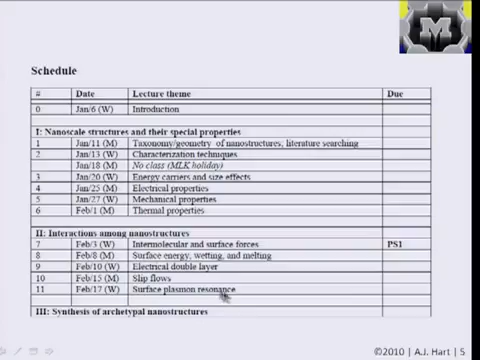 M
Schedule
# Date Lecture theme Due
0 Jan/6 (W) Introduction
I: Nanoscale structures and their special properties
1 Jan/11 (M) Taxonomy/geometry of nanostructures; literature searching
2 Jan/13 (W) Characterization techniques
Jan/18 (M) No class (MLK holiday)
3 Jan/20 (W) Energy carriers and size effects
4 Jan/25 (M) Electrical properties
5 Jan/27 (W) Mechanical properties
6 Feb/1 (M) Thermal properties
II: Interactions among nanostructures
7 Feb/3 (W) Intermolecular and surface forces PS1
8 Feb/8 (M) Surface energy, wetting, and melting
9 Feb/10 (W) Electrical double layer
10 Feb/15 (M) Slip flows
11 Feb/17 (W) Surface plasmon resonance
III: Synthesis of archetypal nanostructures
©2010 | A.J. Hart | 5